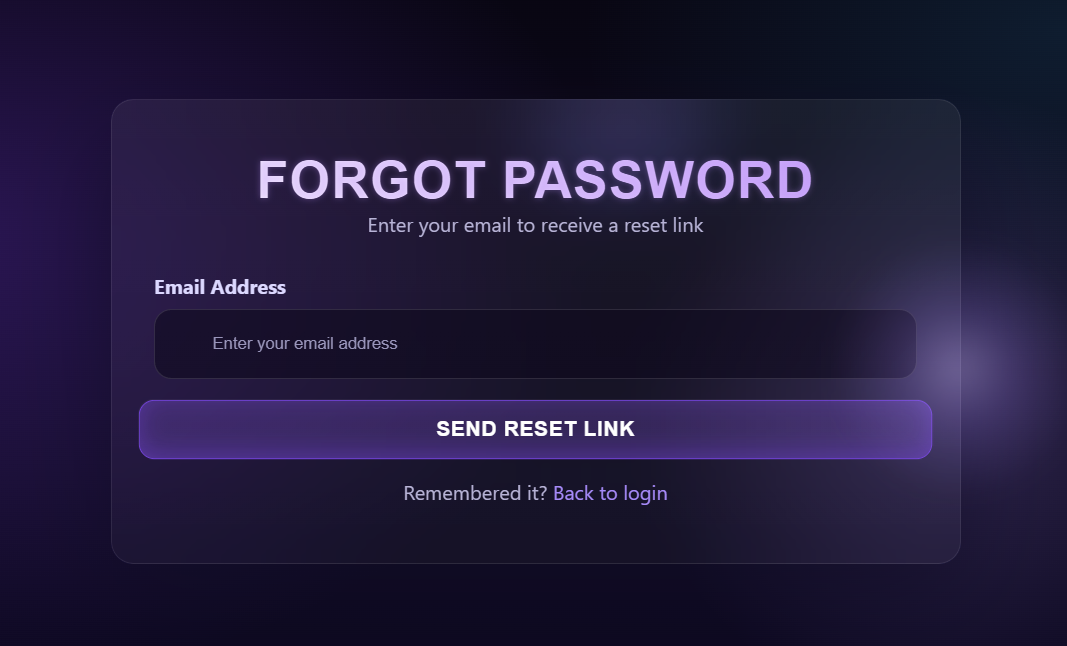 FORGOT PASSWORD
Enter your email to receive a reset link
Email Address
Enter your email address
SEND RESET LINK
Remembered it? Back to login